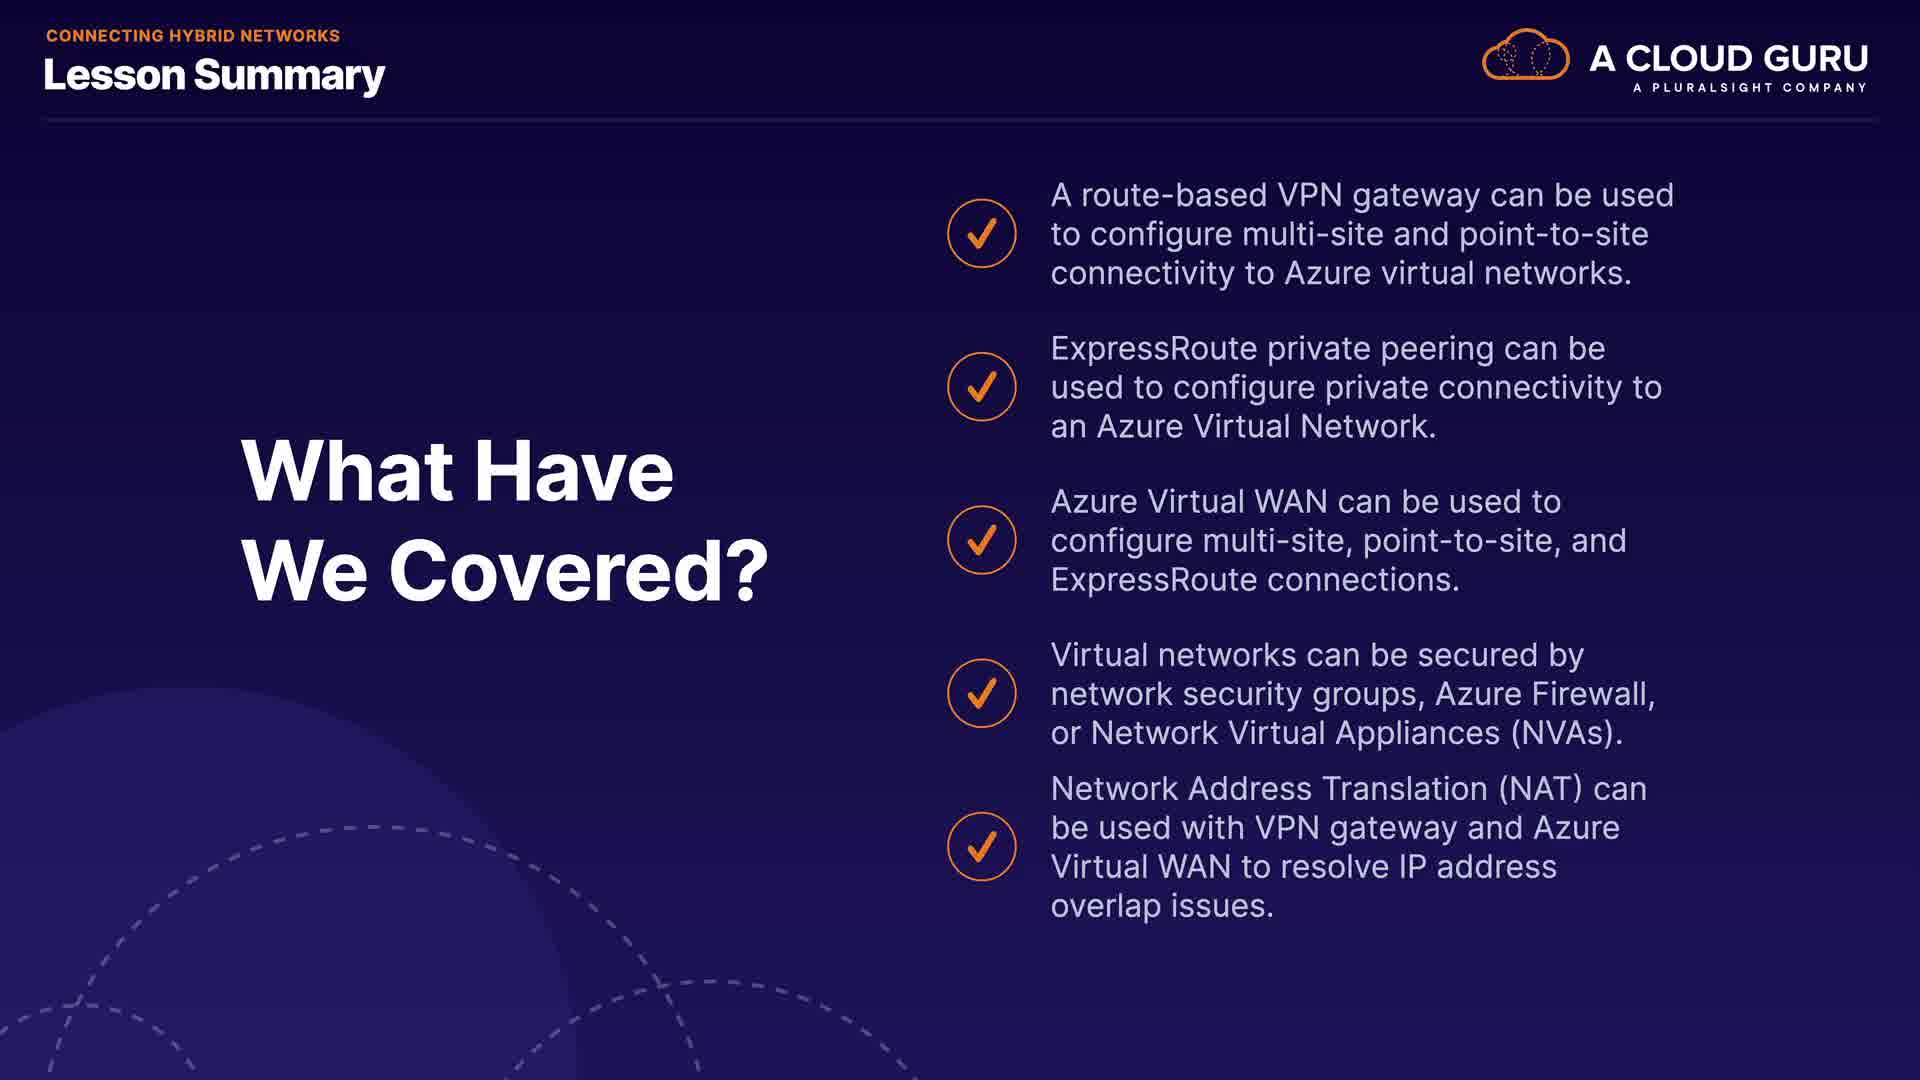 CONNECTING HYBRID NETWORKS
Lesson Summary
A CLOUD GURU
A PLURALSIGHT COMPANY
What Have
We Covered?
A route-based VPN gateway can be used
to configure multi-site and point-to-site
connectivity to Azure virtual networks.
ExpressRoute private peering can be
used to configure private connectivity to
an Azure Virtual Network.
Azure Virtual WAN can be used to
configure multi-site, point-to-site, and
ExpressRoute connections.
Virtual networks can be secured by
network security groups, Azure Firewall,
or Network Virtual Appliances (NVAs).
Network Address Translation (NAT) can
be used with VPN gateway and Azure
Virtual WAN to resolve IP address
overlap issues.